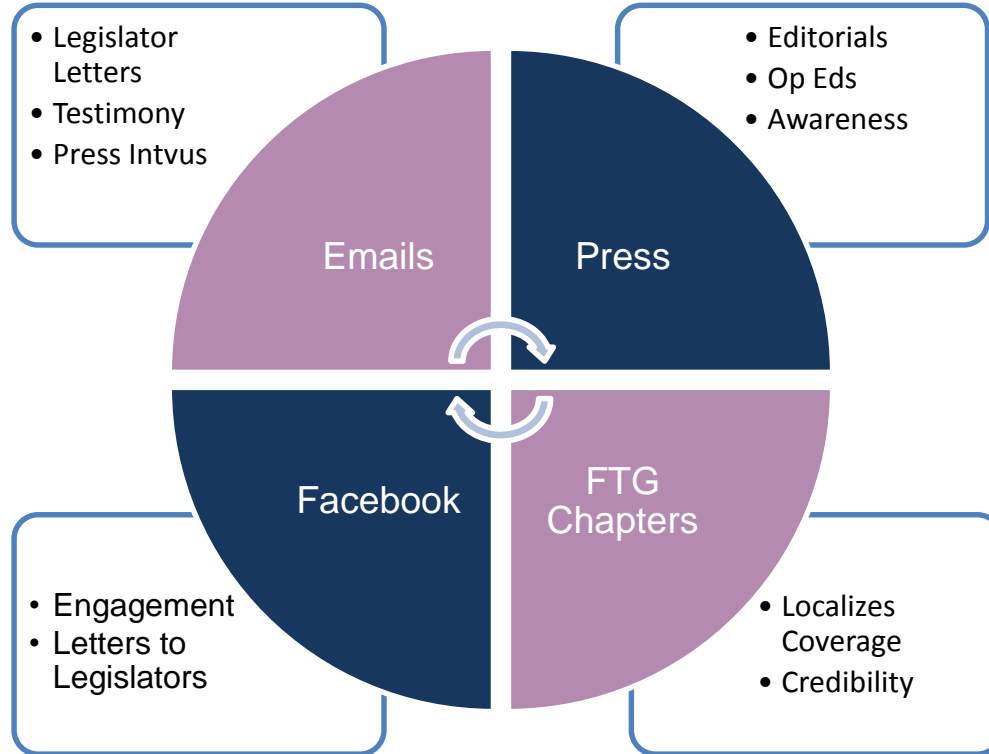 • Legislator
Letters
• Testimony
• Press Intvus
• Editorials
• Op Eds
• Awareness
Emails
Press
Facebook
FTG
Chapters
• Engagement
• Letters to
Legislators
• Localizes
Coverage
• Credibility